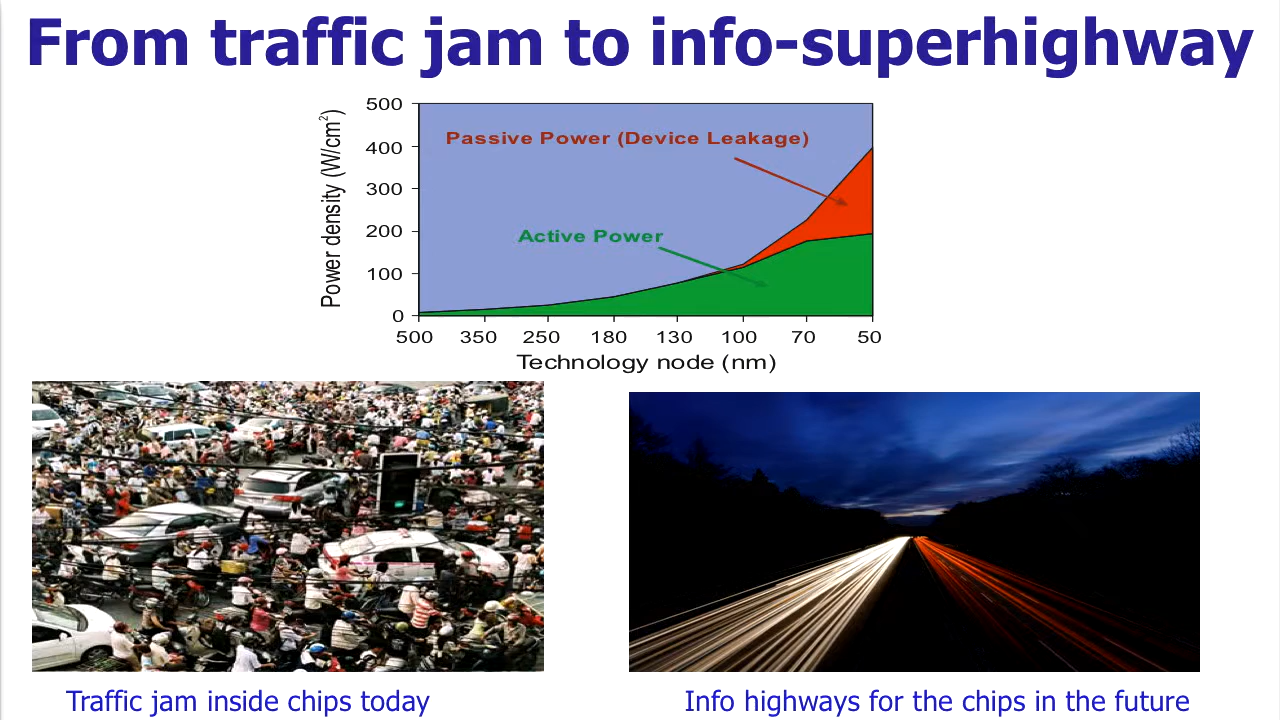 From traffic jam to info-superhighway
Power density (W/cm²)
500
400
300
200
100
0
Passive Power (Device Leakage)
Active Power
500 350 250 180 130 100 70 50
Technology node (nm)
Traffic jam inside chips today
Info highways for the chips in the future